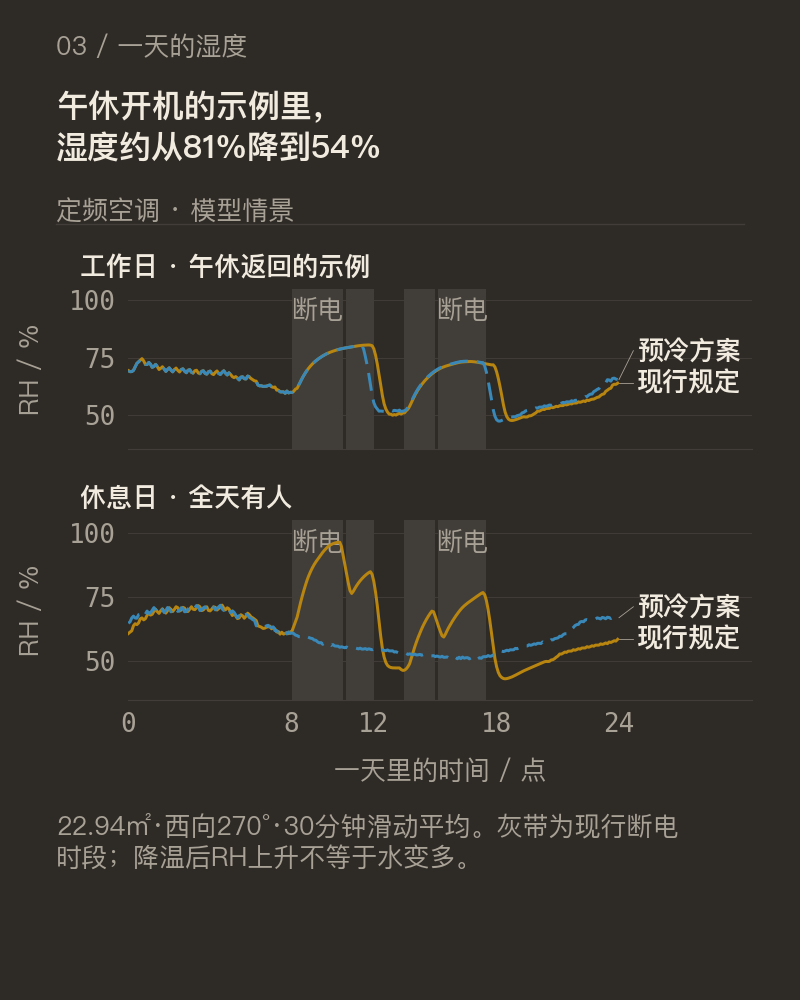 03 / 一天的湿度
午休开机的示例里，
湿度约从81%降到54%
定频空调 · 模型情景
工作日 · 午休返回的示例
100
75
50
RH / %
断电
断电
预冷方案
现行规定
休息日 · 全天有人
100
75
50
RH / %
断电
断电
预冷方案
现行规定
0 8 12 18 24
一天里的时间 / 点
22.94㎡·西向270°·30分钟滑动平均。灰带为现行断电
时段；降温后RH上升不等于水变多。